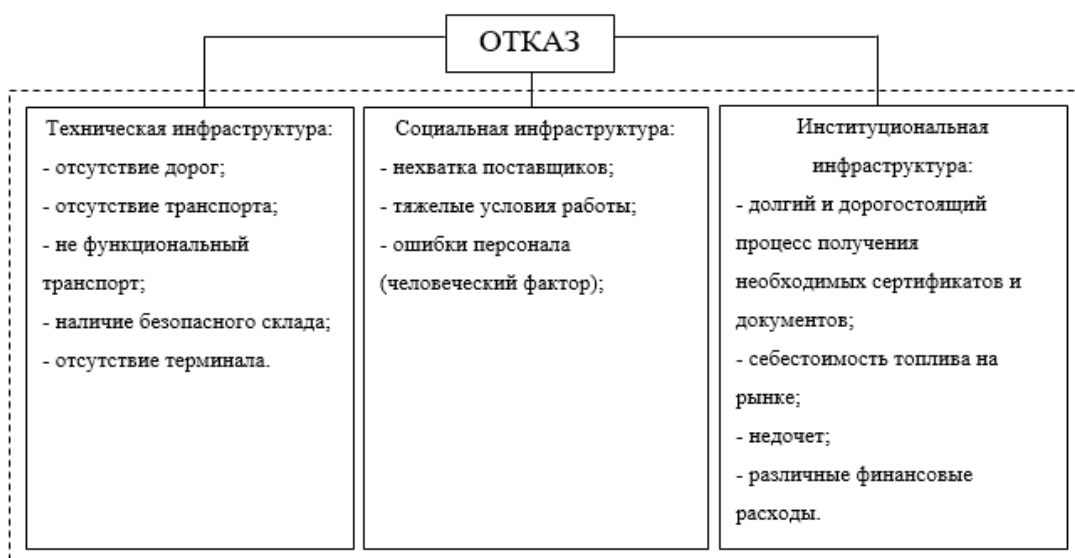 ОТКАЗ
Техническая инфраструктура:
- отсутствие дорог;
- отсутствие транспорта;
- не функциональный
транспорт;
- наличие безопасного склада;
- отсутствие терминала.
Социальная инфраструктура:
- нехватка поставщиков;
- тяжелые условия работы;
- ошибки персонала
(человеческий фактор);
Институциональная
инфраструктура:
- долгий и дорогостоящий
процесс получения
необходимых сертификатов и
документов;
- себестоимость топлива на
рынке;
- недочет;
- различные финансовые
расходы.